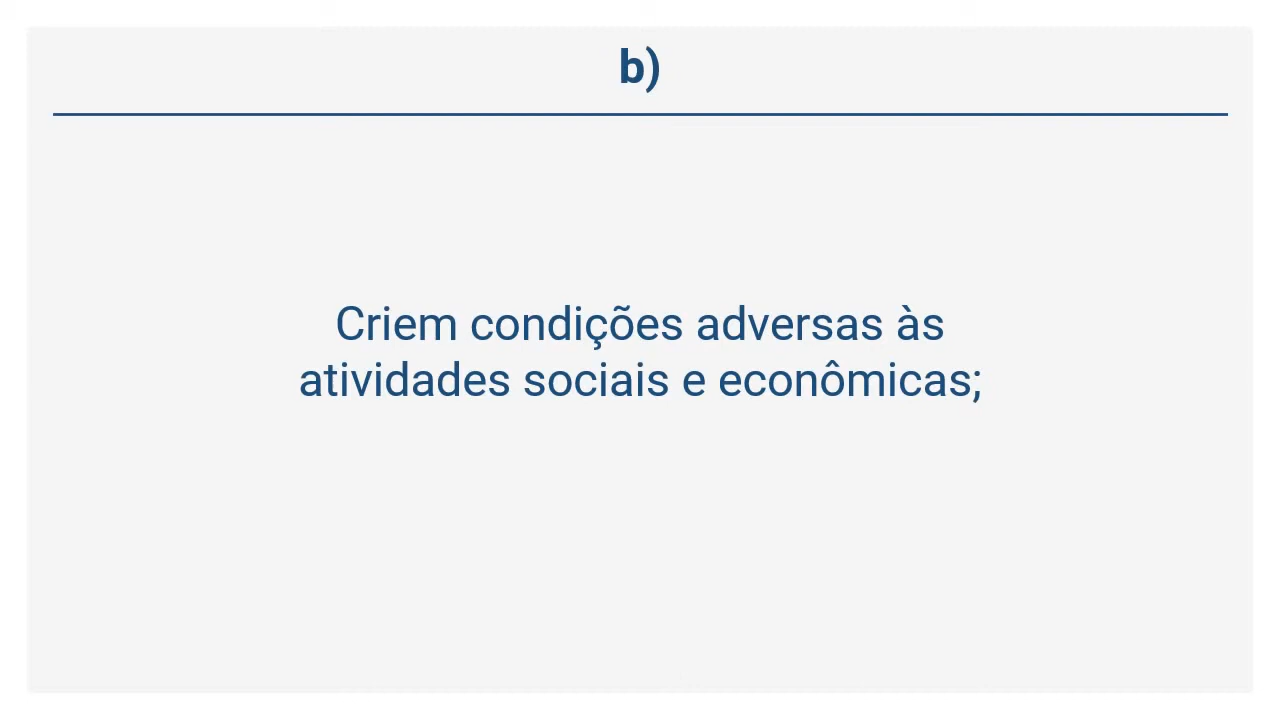 b)
Criem condições adversas às
atividades sociais e econômicas;